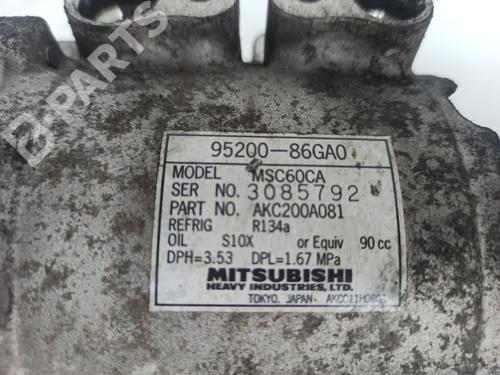 B-PARTS
95200-86GA0
MODEL MSC60CA
SER NO. 3085792
PART NO. AKC200A081
REFRIG R134a
OIL S10X or Equiv 90 cc
DPH=3.53 DPL=1.67 MPa
MITSUBISHI
HEAVY INDUSTRIES, LTD.
TOKYO, JAPAN.